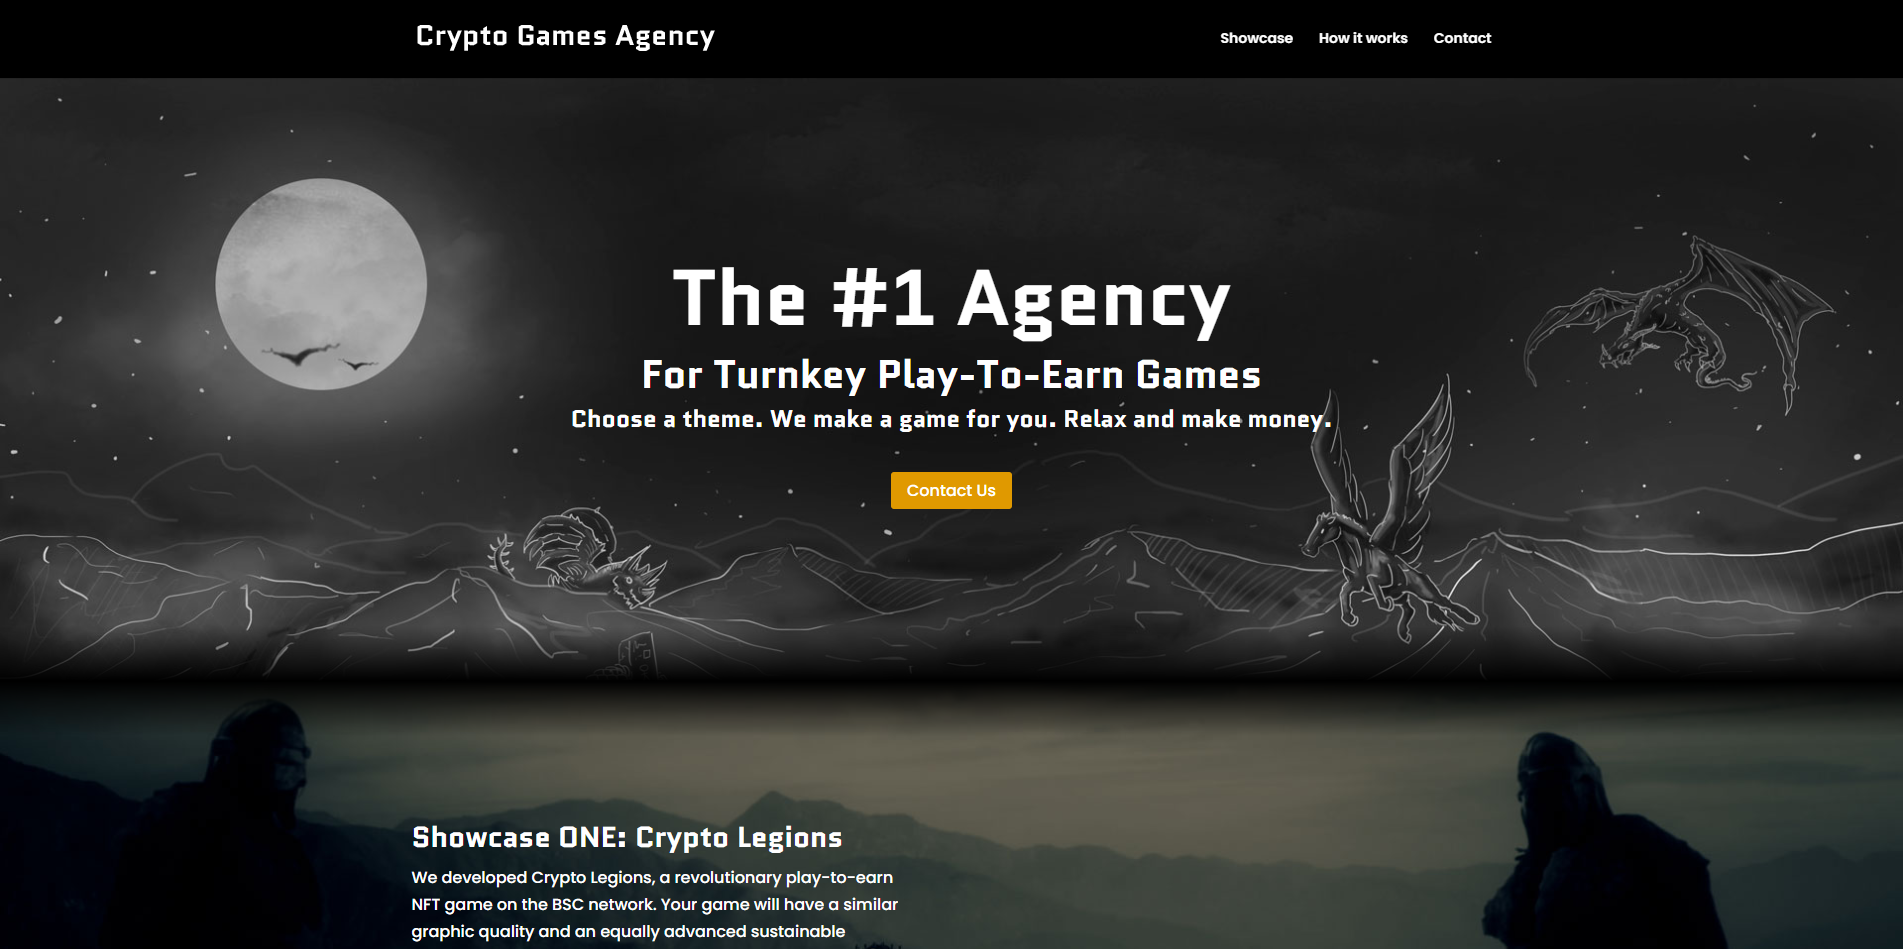 Crypto Games Agency
Showcase How it works Contact
The #1 Agency
For Turnkey Play-To-Earn Games
Choose a theme. We make a game for you. Relax and make money.
Contact Us
Showcase ONE: Crypto Legions
We developed Crypto Legions, a revolutionary play-to-earn
NFT game on the BSC network. Your game will have a similar
graphic quality and an equally advanced sustainable